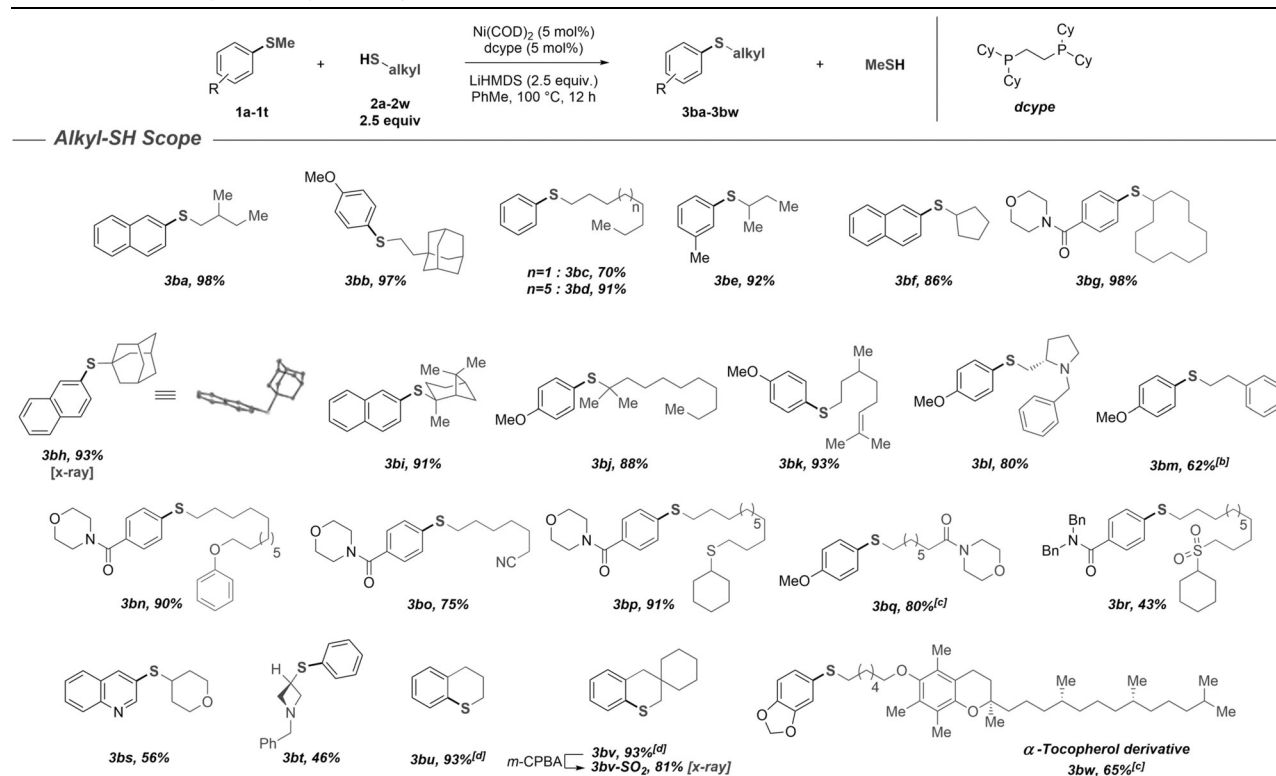 SMe
R
1a-1t
+
HS
alkyl
2a-2w
2.5 equiv
Ni(COD)2 (5 mol%)
dcype (5 mol%)
LiHMDS (2.5 equiv.)
PhMe, 100 °C, 12 h
S
alkyl
R
3ba-3bw
+
MeSH
Cy
Cy
P
P
Cy
Cy
dcype
Alkyl-SH Scope
Me
S
Me
3ba, 98%
MeO
S
3bb, 97%
S
n
Me
n=1 : 3bc, 70%
n=5 : 3bd, 91%
S
Me
Me
Me
3be, 92%
S
3bf, 86%
O
N
O
S
3bg, 98%
S
3bh, 93%
[x-ray]
Me
Me
S
Me
3bi, 91%
S
Me Me
Me
MeO
3bj, 88%
Me
MeO
S
Me
Me
3bk, 93%
S
N
MeO
3bl, 80%
S
MeO
3bm, 62%[b]
O
N
O
S
O
5
3bn, 90%
O
N
O
S
NC
3bo, 75%
O
N
O
S
5
S
3bp, 91%
S
5
O
N
O
MeO
3bq, 80%[c]
Bn
N
Bn
O
S
5
O
S
O
3br, 43%
S
N
O
3bs, 56%
H
S
N
Ph
3bt, 46%
S
3bu, 93%[d]
S
m-CPBA
3bv, 93%[d]
3bv-SO2, 81% [x-ray]
S
4
O
O
O
Me
Me
Me
O
Me
Me
Me
Me
Me
α-Tocopherol derivative
3bw, 65%[c]